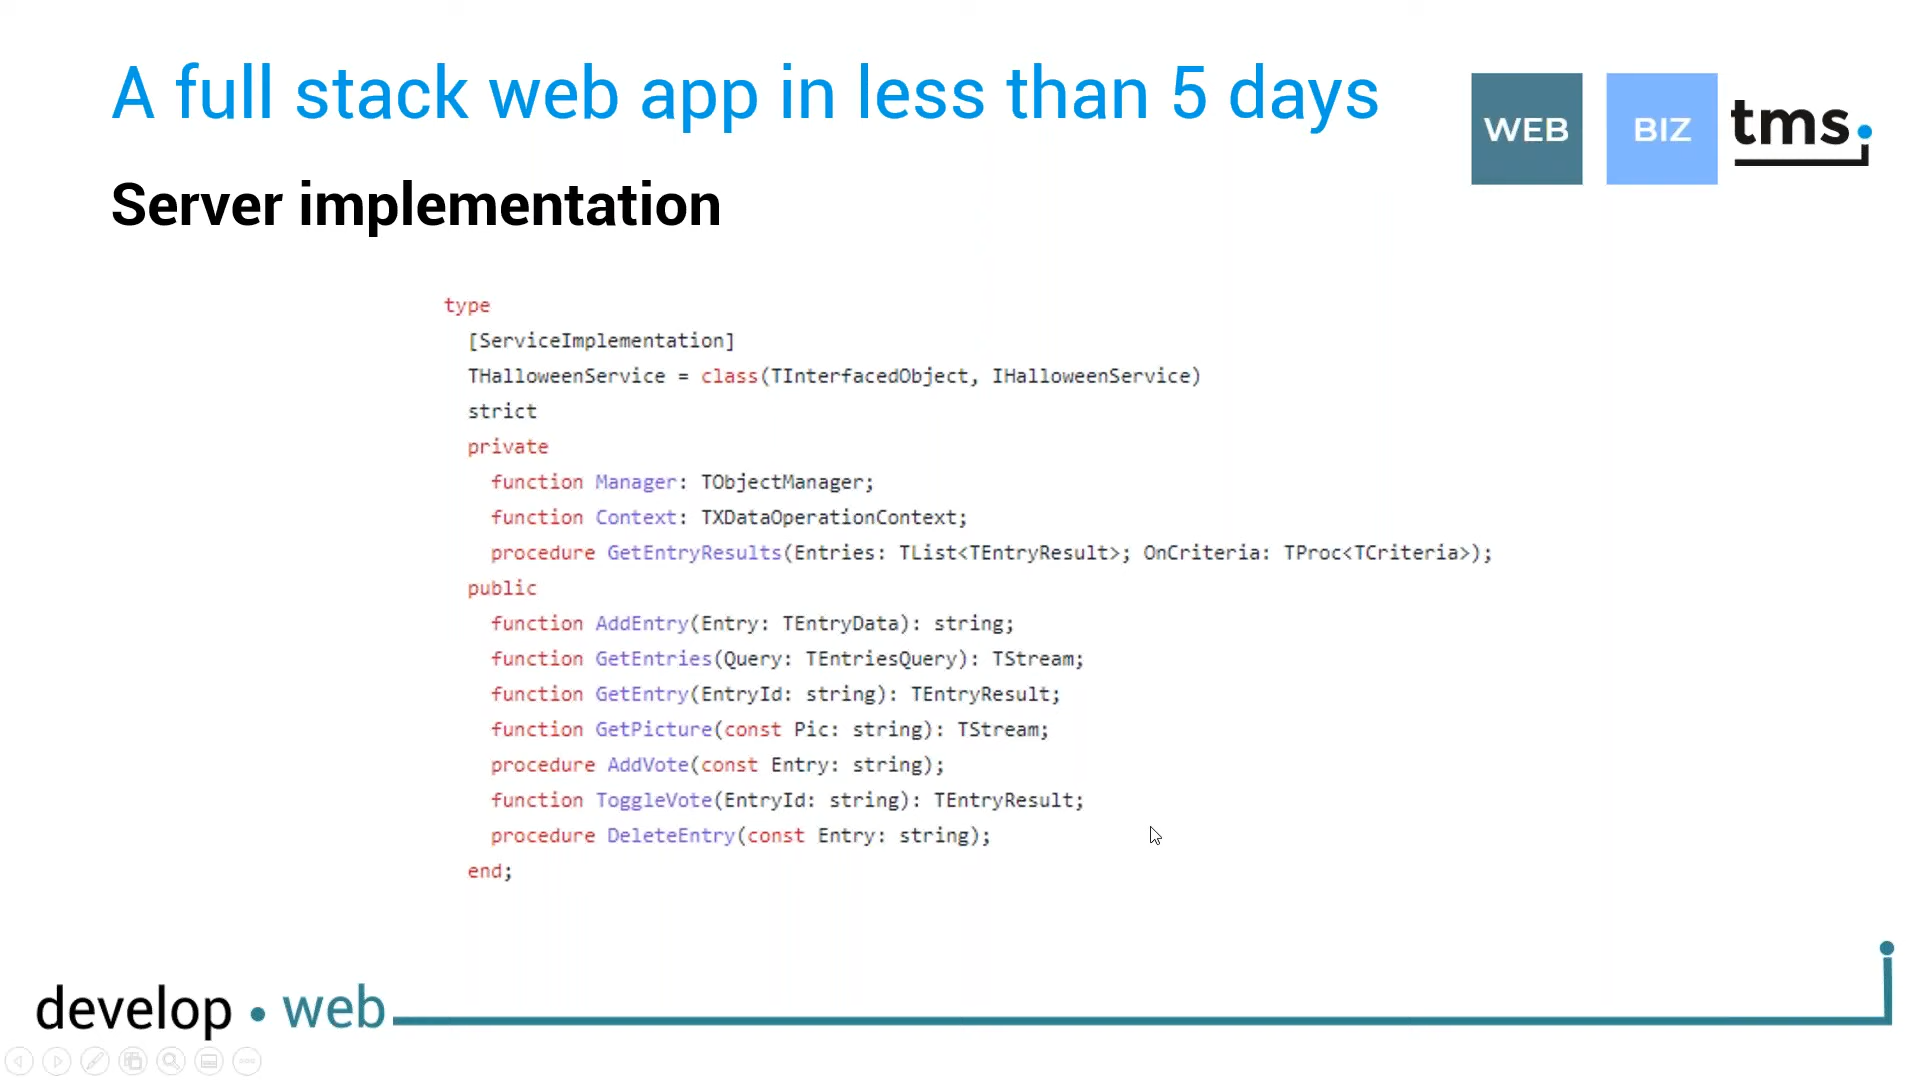 A full stack web app in less than 5 days
WEB
BIZ
tms.
Server implementation
type
[ServiceImplementation]
THalloweenService = class(TInterfacedObject, IHalloweenService)
strict
private
function Manager: TObjectManager;
function Context: TXDataOperationContext;
procedure GetEntryResults(Entries: TList<TEntryResult>; OnCriteria: TProc<TCriteria>);
public
function AddEntry(Entry: TEntryData): string;
function GetEntries(Query: TEntriesQuery): TStream;
function GetEntry(EntryId: string): TEntryResult;
function GetPicture(const Pic: string): TStream;
procedure AddVote(const Entry: string);
function ToggleVote(EntryId: string): TEntryResult;
procedure DeleteEntry(const Entry: string);
end;
develop • web